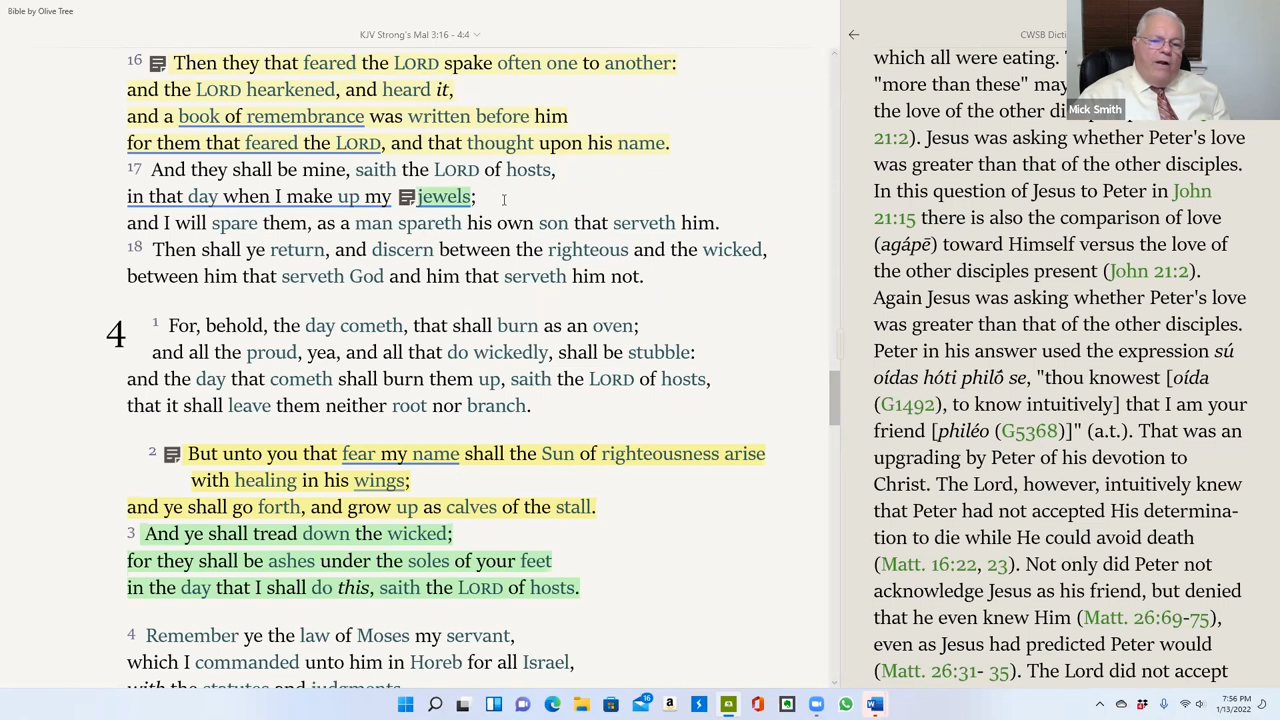 Bible by Olive Tree
KJV Strong's Mal 3:16 - 4:4
16 Then they that feared the LORD spake often one to another:
and the LORD hearkened, and heard it,
and a book of remembrance was written before him
for them that feared the LORD, and that thought upon his name.
17 And they shall be mine, saith the LORD of hosts,
in that day when I make up my jewels;
and I will spare them, as a man spareth his own son that serveth him.
18 Then shall ye return, and discern between the righteous and the wicked,
between him that serveth God and him that serveth him not.
4 1 For, behold, the day cometh, that shall burn as an oven;
and all the proud, yea, and all that do wickedly, shall be stubble:
and the day that cometh shall burn them up, saith the LORD of hosts,
that it shall leave them neither root nor branch.
2 But unto you that fear my name shall the Sun of righteousness arise
with healing in his wings;
and ye shall go forth, and grow up as calves of the stall.
3 And ye shall tread down the wicked;
for they shall be ashes under the soles of your feet
in the day that I shall do this, saith the LORD of hosts.
4 Remember ye the law of Moses my servant,
which I commanded unto him in Horeb for all Israel,
with the statutes and judgments.
CWSB Dicti
which all were eating.
"more than these" may
the love of the other di
21:2). Jesus was asking whether Peter's love
was greater than that of the other disciples.
In this question of Jesus to Peter in John
21:15 there is also the comparison of love
(agápē) toward Himself versus the love of
the other disciples present (John 21:2).
Again Jesus was asking whether Peter's love
was greater than that of the other disciples.
Peter in his answer used the expression sú
oídas hóti philṓ se, "thou knowest [oída
(G1492), to know intuitively] that I am your
friend [philéo (G5368)]" (a.t.). That was an
upgrading by Peter of his devotion to
Christ. The Lord, however, intuitively knew
that Peter had not accepted His determina-
tion to die while He could avoid death
(Matt. 16:22, 23). Not only did Peter not
acknowledge Jesus as his friend, but denied
that he even knew Him (Matt. 26:69-75),
even as Jesus had predicted Peter would
(Matt. 26:31- 35). The Lord did not accept
Mick Smith
16
7:56 PM
1/13/2022